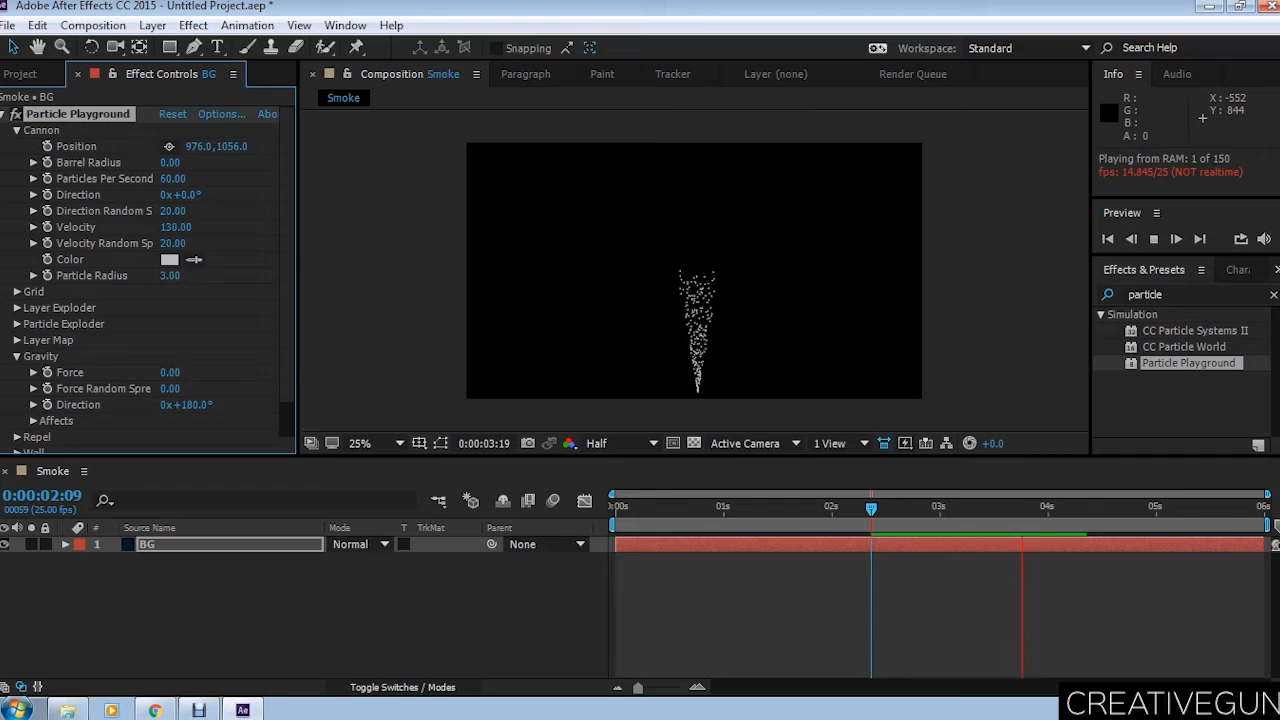 Adobe After Effects CC 2015 - Untitled Project.aep *
File Edit Composition Layer Effect Animation View Window Help
Snapping
Workspace: Standard
Search Help
Project
Effect Controls BG
Smoke • BG
fx Particle Playground Reset Options... Abo
Cannon
Position 976.0,1056.0
Barrel Radius 0.00
Particles Per Second 60.00
Direction 0x+0.0°
Direction Random S 20.00
Velocity 130.00
Velocity Random Sp 20.00
Color
Particle Radius 3.00
Grid
Layer Exploder
Particle Exploder
Layer Map
Gravity
Force 0.00
Force Random Spre 0.00
Direction 0x+180.0°
Affects
Repel
Wall
Composition Smoke
Paragraph Paint Tracker Layer (none) Render Queue
Smoke
25% 0:00:03:19 Half Active Camera 1 View +0.0
Info Audio
R:
G:
B:
A: 0
X: -552
Y: 844
Playing from RAM: 1 of 150
fps: 14.845/25 (NOT realtime)
Preview
Effects & Presets Chara
particle
Simulation
CC Particle Systems II
CC Particle World
Particle Playground
Smoke
0:00:02:09
00059 (25.00 fps)
# Source Name Mode T TrkMat Parent
1 BG Normal None
:00s 01s 02s 03s 04s 05s 06s
Toggle Switches / Modes
Ae
CREATIVEGUN